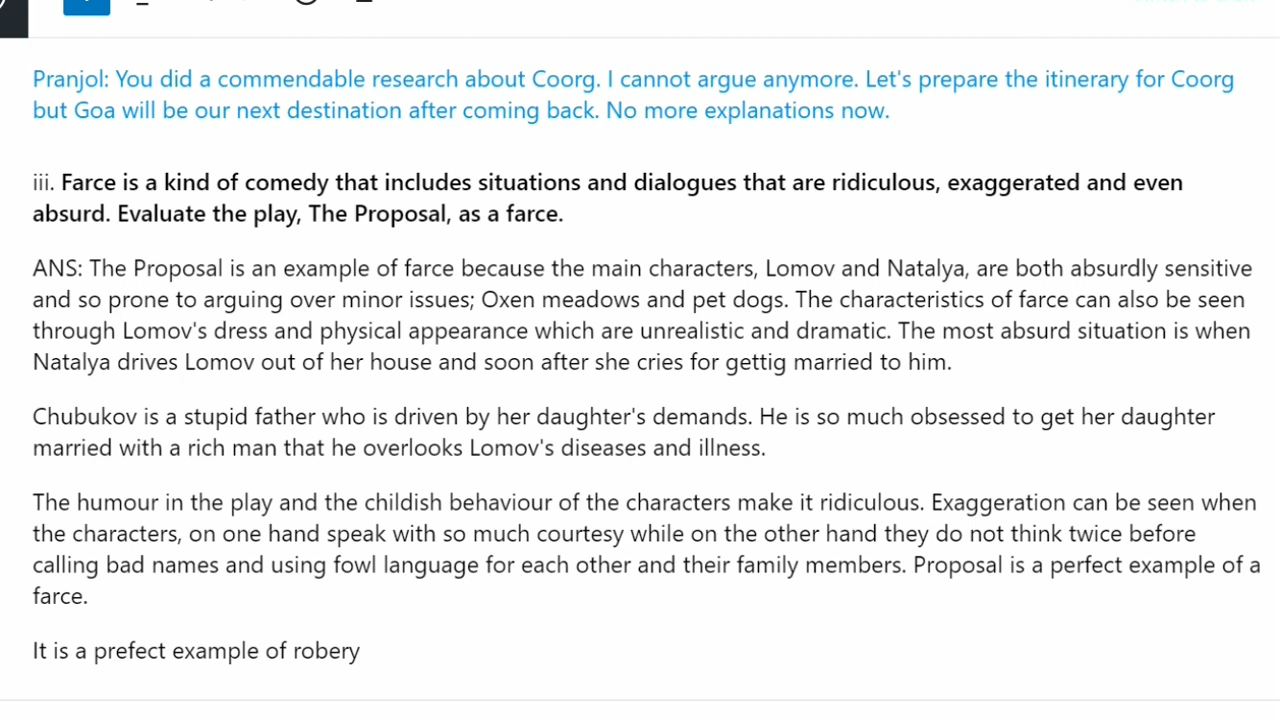 Pranjol: You did a commendable research about Coorg. I cannot argue anymore. Let's prepare the itinerary for Coorg
but Goa will be our next destination after coming back. No more explanations now.
iii. Farce is a kind of comedy that includes situations and dialogues that are ridiculous, exaggerated and even
absurd. Evaluate the play, The Proposal, as a farce.
ANS: The Proposal is an example of farce because the main characters, Lomov and Natalya, are both absurdly sensitive
and so prone to arguing over minor issues; Oxen meadows and pet dogs. The characteristics of farce can also be seen
through Lomov's dress and physical appearance which are unrealistic and dramatic. The most absurd situation is when
Natalya drives Lomov out of her house and soon after she cries for gettig married to him.
Chubukov is a stupid father who is driven by her daughter's demands. He is so much obsessed to get her daughter
married with a rich man that he overlooks Lomov's diseases and illness.
The humour in the play and the childish behaviour of the characters make it ridiculous. Exaggeration can be seen when
the characters, on one hand speak with so much courtesy while on the other hand they do not think twice before
calling bad names and using fowl language for each other and their family members. Proposal is a perfect example of a
farce.
It is a prefect example of robery